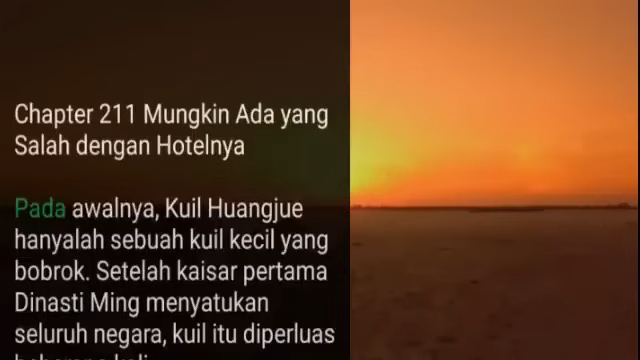 Chapter 211 Mungkin Ada yang
Salah dengan Hotelnya
Pada awalnya, Kuil Huangjue
hanyalah sebuah kuil kecil yang
bobrok. Setelah kaisar pertama
Dinasti Ming menyatukan
seluruh negara, kuil itu diperluas